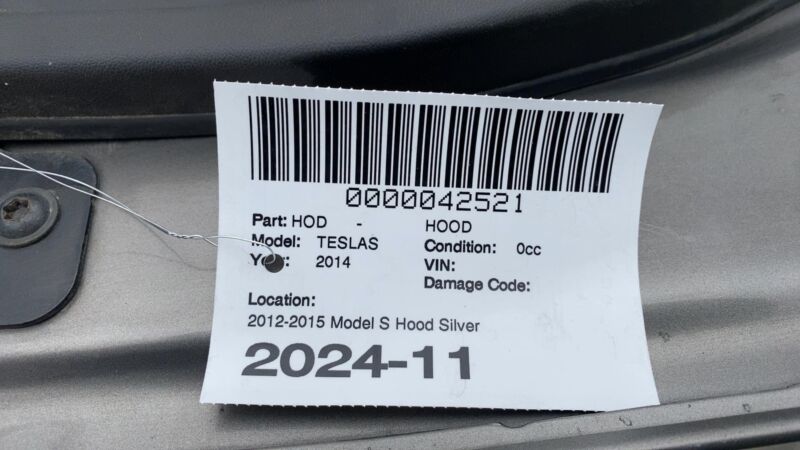 0000042521
Part: HOD - HOOD
Model: TESLAS Condition: 0cc
2014 VIN:
Damage Code:
Location:
2012-2015 Model S Hood Silver
2024-11